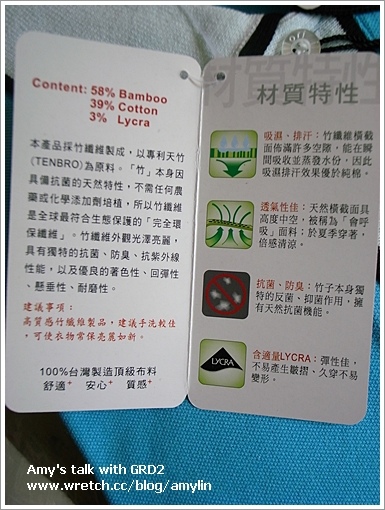 Content: 58% Bamboo
39% Cotton
3% Lycra
本產品採竹纖維製成，以專利天竹
(TENBRO)為原料。「竹」本身因
具備抗菌的天然特性，不需任何農
藥或化學添加劑培植，所以竹纖維
是全球最符合生態保護的「完全環
保纖維」。竹纖維外觀光澤亮麗，
具有獨特的抗菌、防臭、抗紫外線
性能，以及優良的著色性、回彈性
、懸垂性、耐磨性。
建議事項：
高質感竹纖維製品，建議手洗較佳
，可使衣物常保亮麗如新。
100%台灣製造頂級布料
舒適+ 安心+ 質感+
材質特性
材質特性
吸濕、排汗：竹纖維橫截
面佈滿許多空隙，能在瞬
間吸收並蒸發水份，因此
吸濕排汗效果優於純棉。
透氣性佳：天然橫截面具
高度中空，被稱為「會呼
吸」面料；於夏季穿著，
倍感清涼。
抗菌、防臭：竹子本身獨
特的反菌、抑菌作用，擁
有天然抗菌機能。
LYCRA
含適量LYCRA：彈性佳，
不易產生皺摺、久穿不易
變形。
Amy's talk with GRD2
www.wretch.cc/blog/amylin